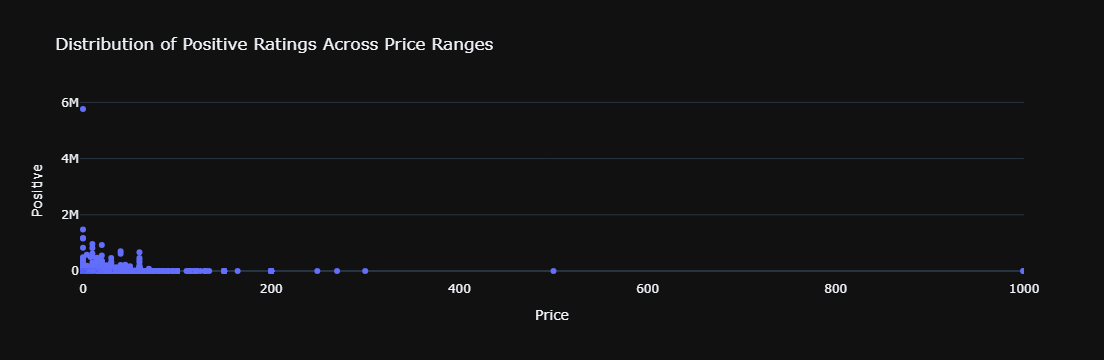 Distribution of Positive Ratings Across Price Ranges
Positive
6M
4M
2M
0
0 200 400 600 800 1000
Price